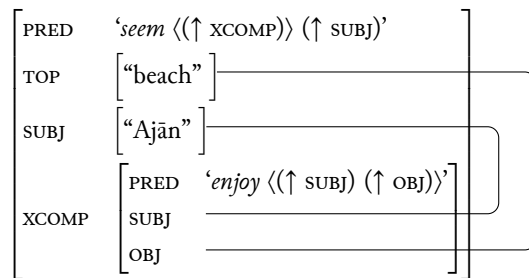 PRED ‘seem ⟨(↑ XCOMP)⟩ (↑ SUBJ)’
TOP [“beach”]
SUBJ [“Ajān”]
PRED ‘enjoy ⟨(↑ SUBJ) (↑ OBJ)⟩’
XCOMP SUBJ
OBJ